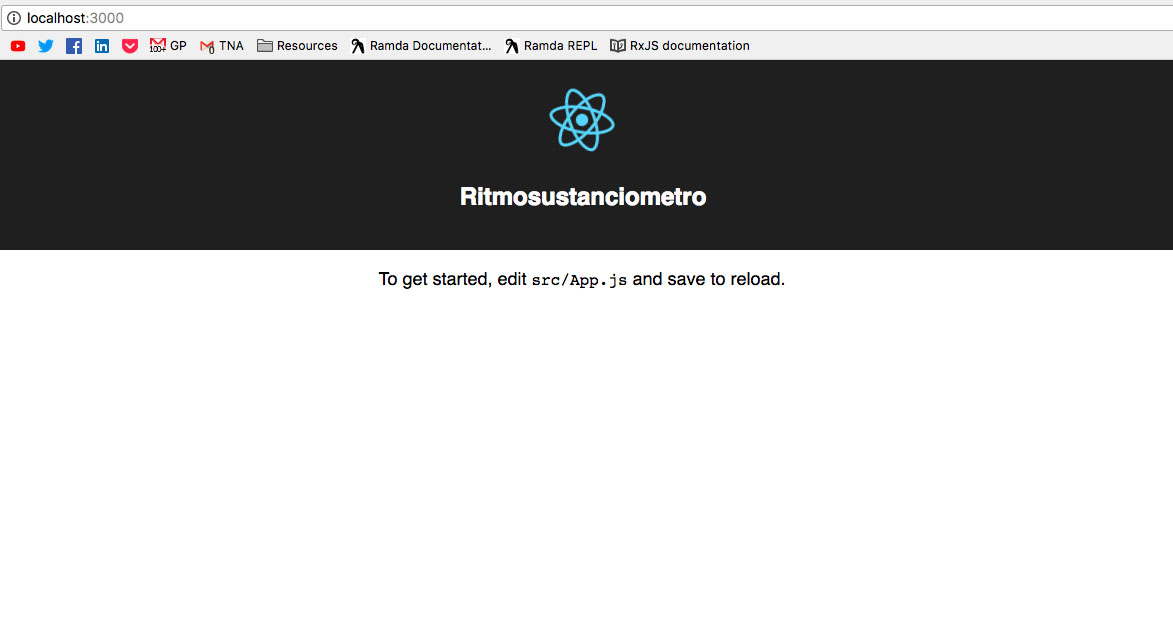 localhost:3000
100+ GP TNA Resources Ramda Documentat... Ramda REPL RxJS documentation
Ritmosustanciometro
To get started, edit src/App.js and save to reload.